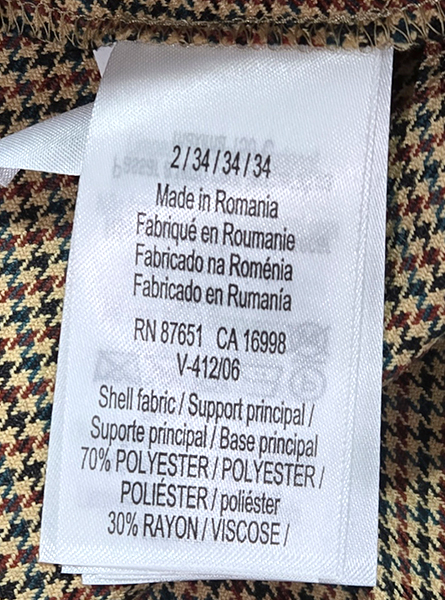 2/34/34/34
Made in Romania
Fabriqué en Roumanie
Fabricado na Roménia
Fabricado en Rumanía
RN 87651 CA 16998
V-412/06
Shell fabric / Support principal /
Suporte principal / Base principal
70% POLYESTER / POLYESTER /
POLIÉSTER / poliéster
30% RAYON / VISCOSE /